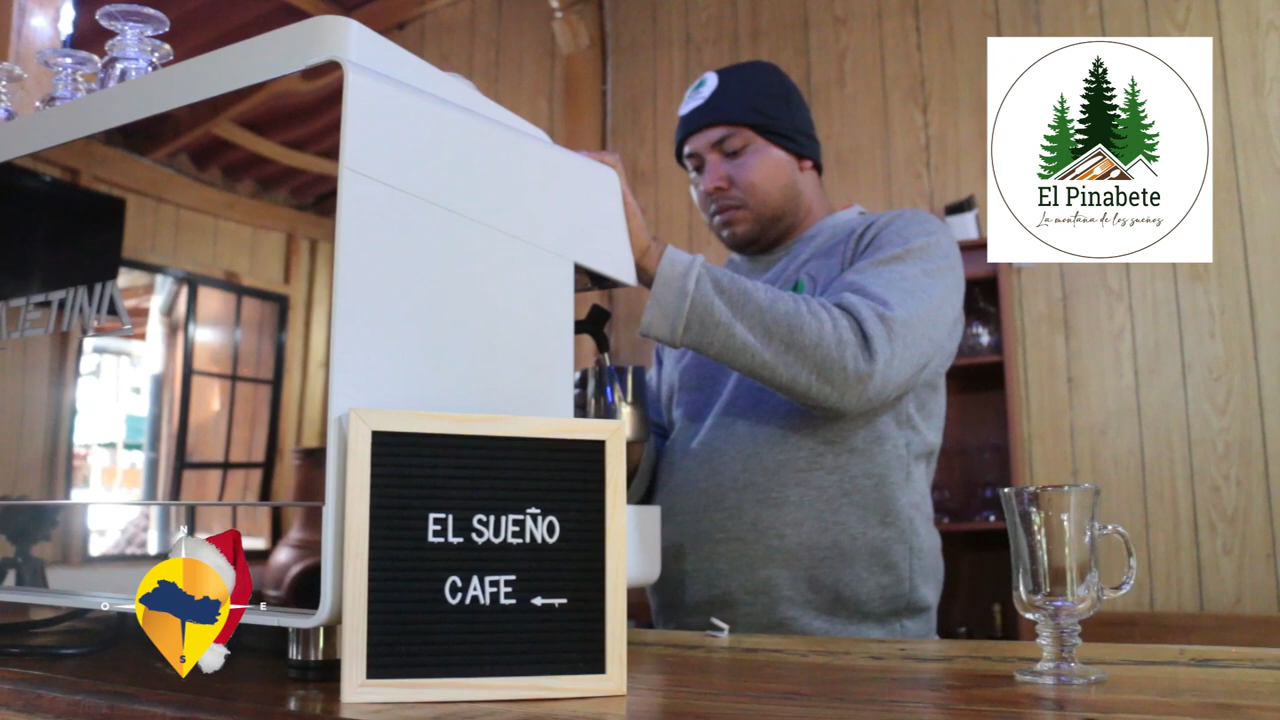 El Pinabete
La montaña de los sueños
EL SUEÑO
CAFE ←
N
O
E
S